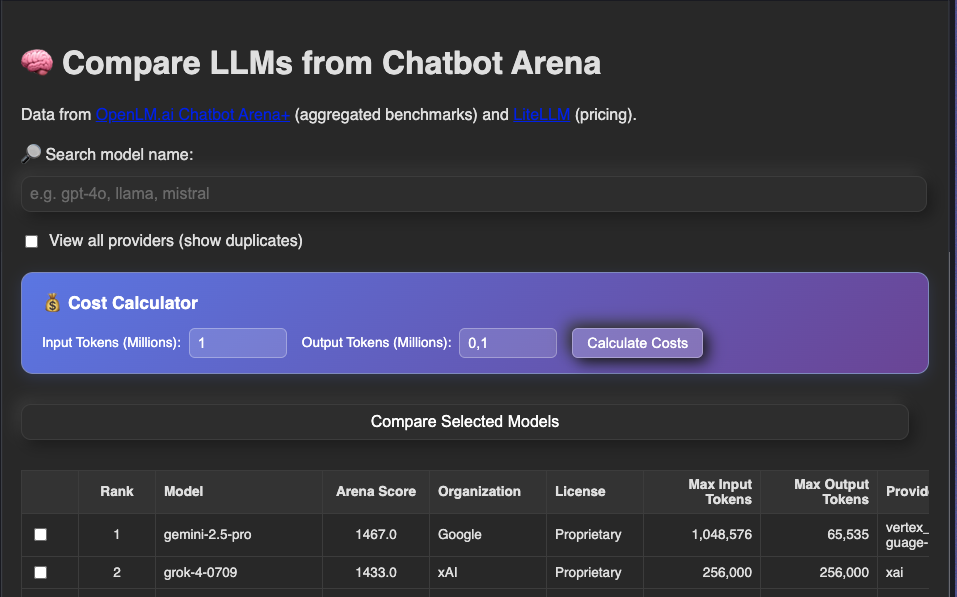 🧠 Compare LLMs from Chatbot Arena
Data from OpenLM.ai Chatbot Arena+ (aggregated benchmarks) and LiteLLM (pricing).
🔎 Search model name:
e.g. gpt-4o, llama, mistral
View all providers (show duplicates)
💰 Cost Calculator
Input Tokens (Millions): 1 Output Tokens (Millions): 0,1 Calculate Costs
Compare Selected Models
Rank Model Arena Score Organization License Max Input Tokens Max Output Tokens Provid
1 gemini-2.5-pro 1467.0 Google Proprietary 1,048,576 65,535 vertex_
guage-
2 grok-4-0709 1433.0 xAI Proprietary 256,000 256,000 xai